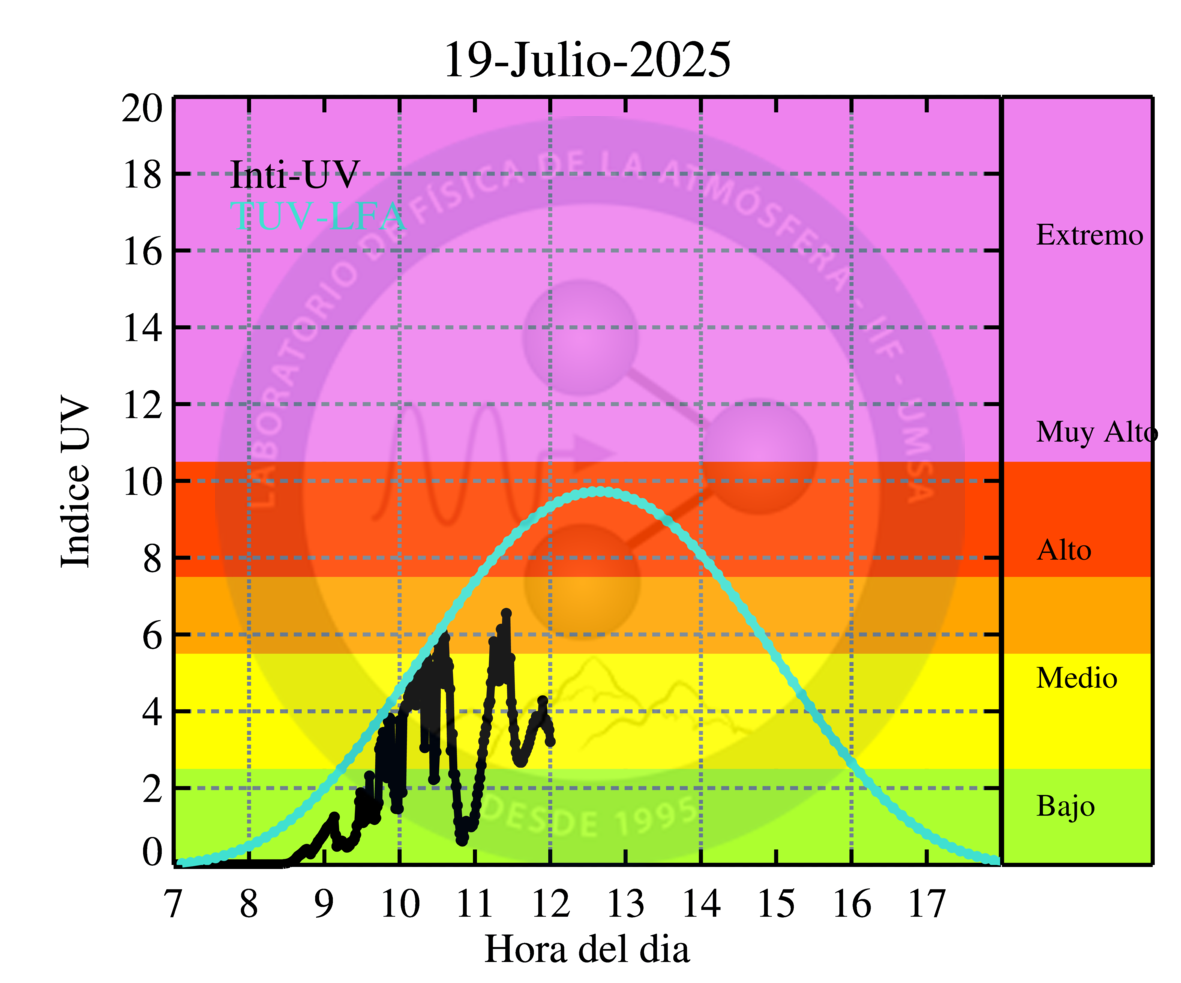 19-Julio-2025
20
18
16
14
12
10
8
6
4
2
0
Indice UV
Inti-UV
TUV-LFA
LABORATORIO DE FÍSICA DE LA ATMÓSFERA - IIF - UMSA
DESDE 1995
Extremo
Muy Alto
Alto
Medio
Bajo
7 8 9 10 11 12 13 14 15 16 17
Hora del dia